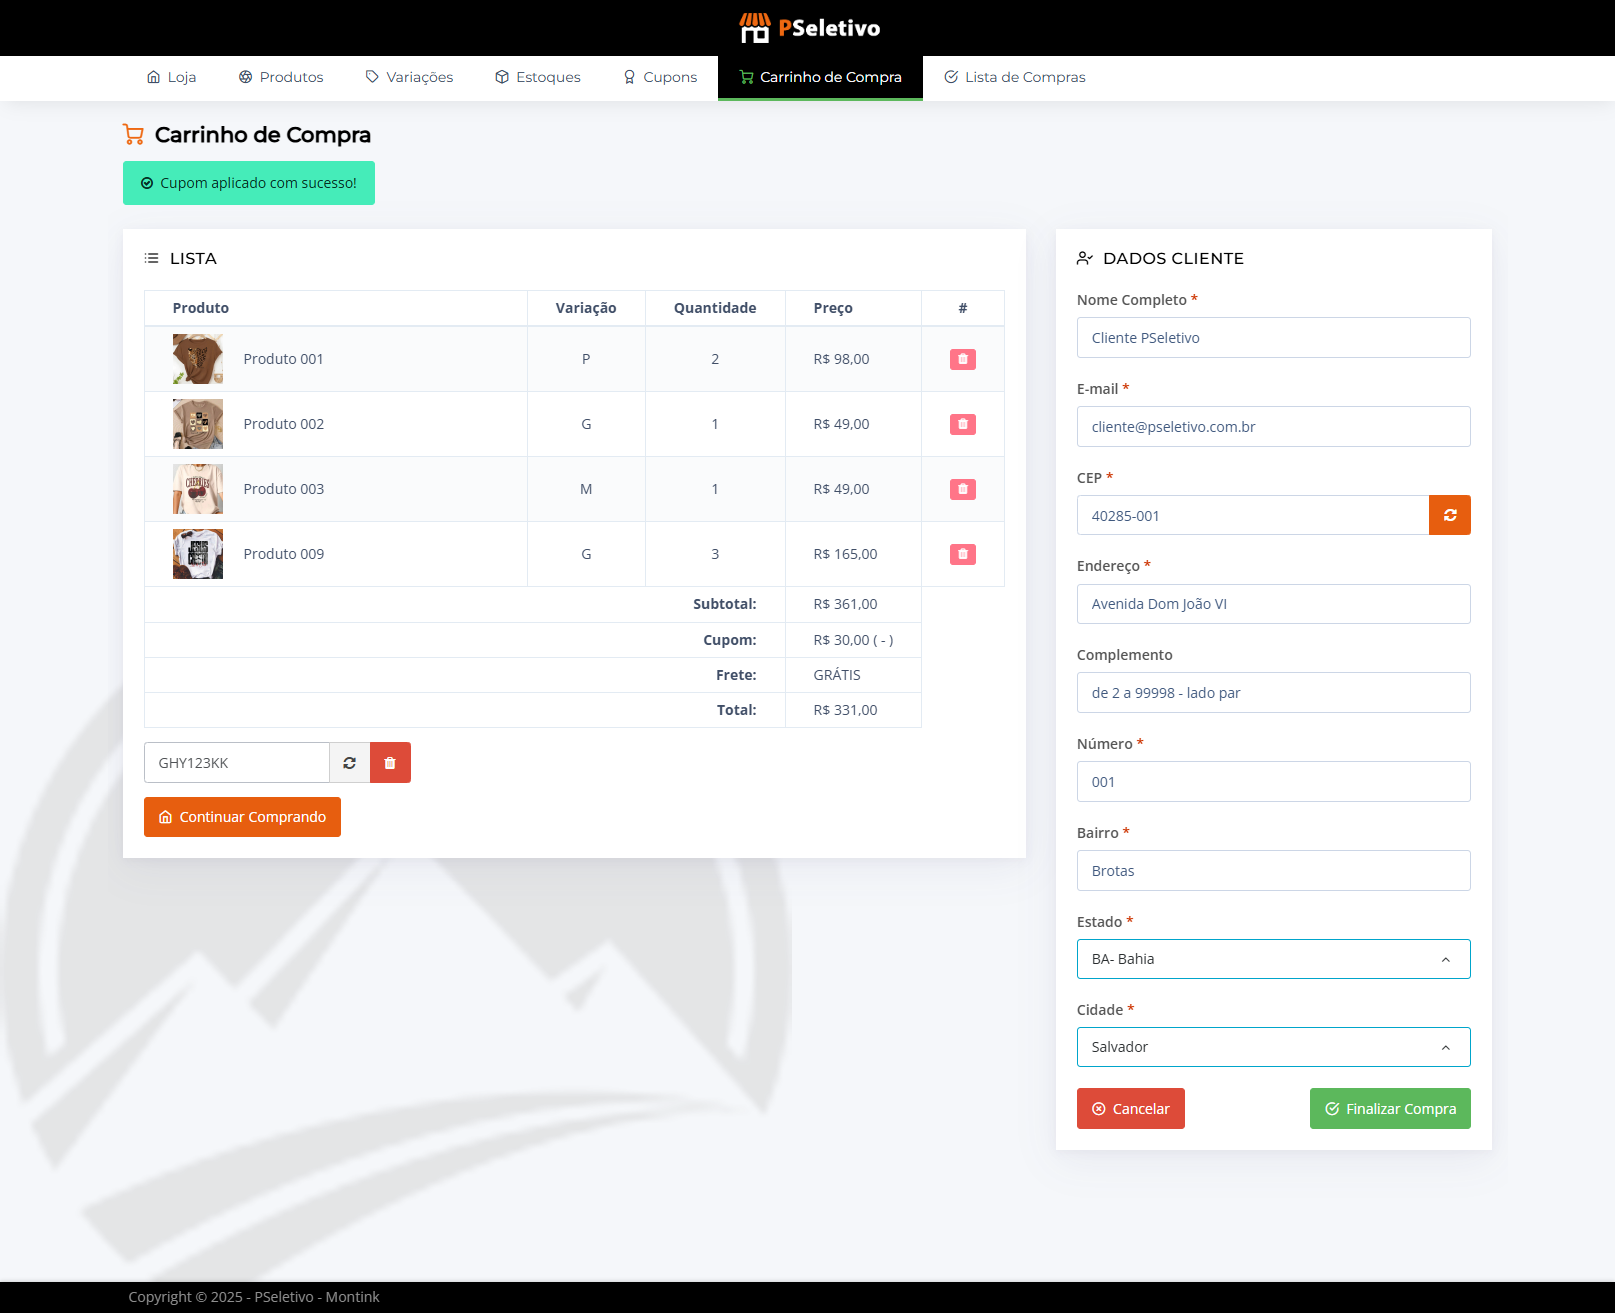 PSeletivo
Loja
Produtos
Variações
Estoques
Cupons
Carrinho de Compra
Lista de Compras
Carrinho de Compra
Cupom aplicado com sucesso!
LISTA
Produto Variação Quantidade Preço #
Produto 001 P 2 R$ 98,00
Produto 002 G 1 R$ 49,00
CHERRIES
Produto 003 M 1 R$ 49,00
Produto 009 G 3 R$ 165,00
Subtotal: R$ 361,00
Cupom: R$ 30,00 ( - )
Frete: GRÁTIS
Total: R$ 331,00
GHY123KK
Continuar Comprando
DADOS CLIENTE
Nome Completo *
Cliente PSeletivo
E-mail *
cliente@pseletivo.com.br
CEP *
40285-001
Endereço *
Avenida Dom João VI
Complemento
de 2 a 99998 - lado par
Número *
001
Bairro *
Brotas
Estado *
BA- Bahia
Cidade *
Salvador
Cancelar
Finalizar Compra
Copyright © 2025 - PSeletivo - Montink